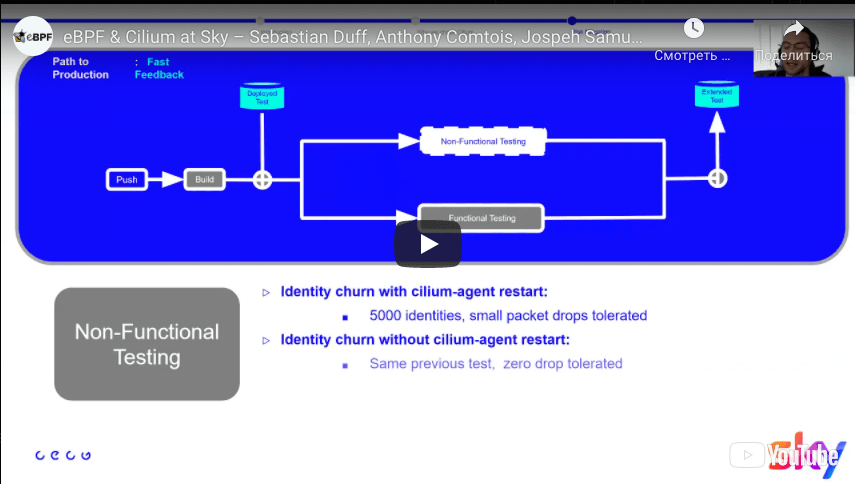 eBPF
eBPF & Cilium at Sky – Sebastian Duff, Anthony Comtois, Jospeh Samu...
Смотреть ...
Поделиться
Path to : Fast
Production Feedback
Deployed
Test
Extended
Test
Non-Functional Testing
Push
Build
Functional Testing
Non-Functional
Testing
▷ Identity churn with cilium-agent restart:
■ 5000 identities, small packet drops tolerated
▷ Identity churn without cilium-agent restart:
■ Same previous test, zero drop tolerated
CECG
sky
YouTube